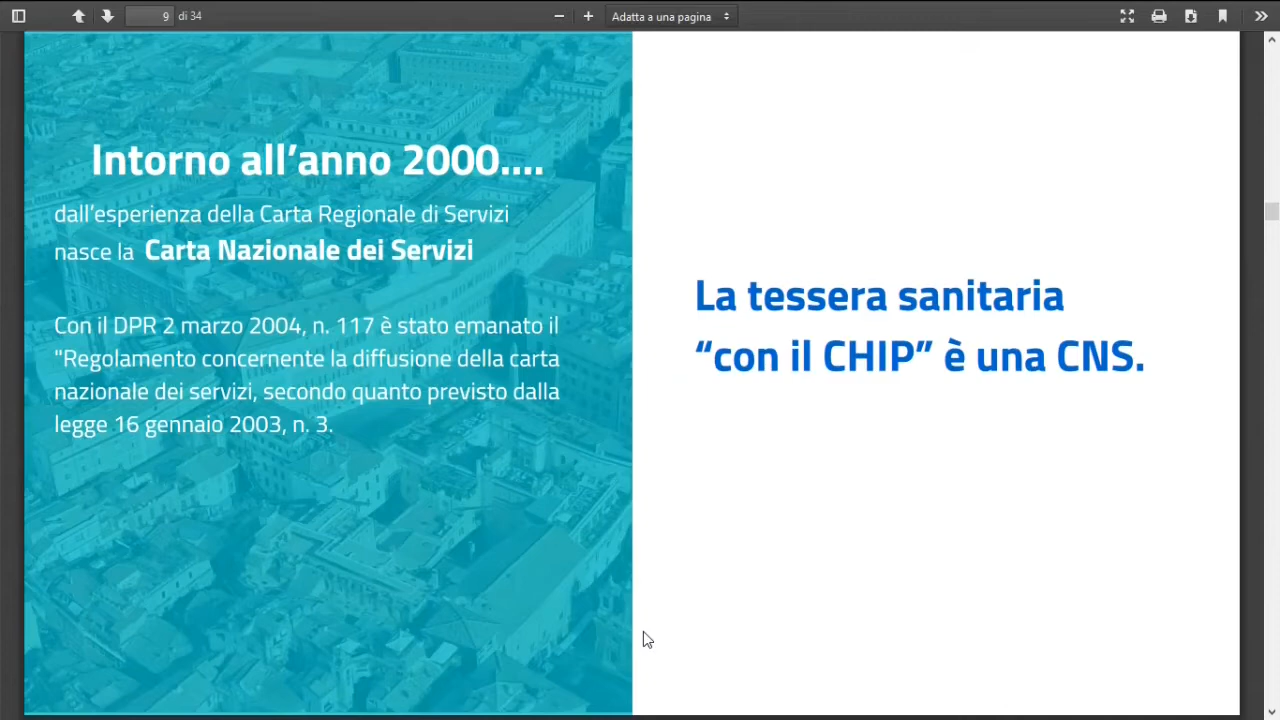 9 di 34
Adatta a una pagina
Intorno all’anno 2000....
dall’esperienza della Carta Regionale di Servizi
nasce la Carta Nazionale dei Servizi
Con il DPR 2 marzo 2004, n. 117 è stato emanato il
"Regolamento concernente la diffusione della carta
nazionale dei servizi, secondo quanto previsto dalla
legge 16 gennaio 2003, n. 3.
La tessera sanitaria
“con il CHIP” è una CNS.